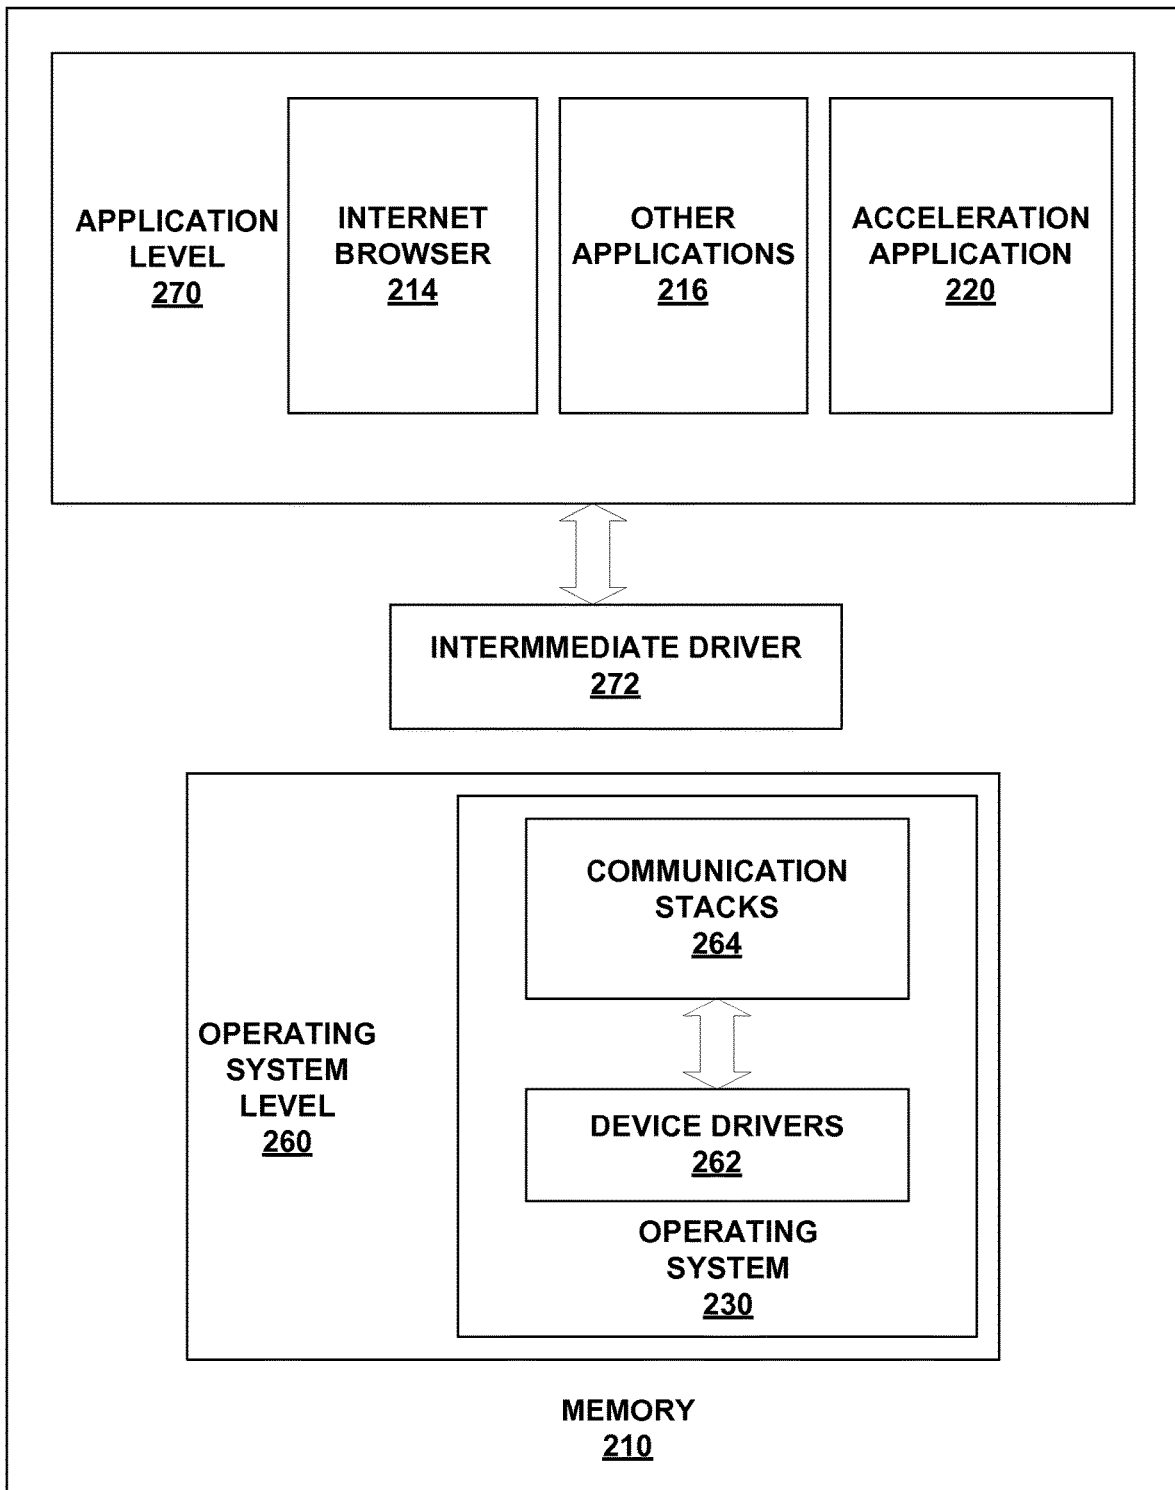 APPLICATION
LEVEL
270
INTERNET
BROWSER
214
OTHER
APPLICATIONS
216
ACCELERATION
APPLICATION
220
INTERMMEDIATE DRIVER
272
COMMUNICATION
STACKS
264
OPERATING
SYSTEM
LEVEL
260
DEVICE DRIVERS
262
OPERATING
SYSTEM
230
MEMORY
210